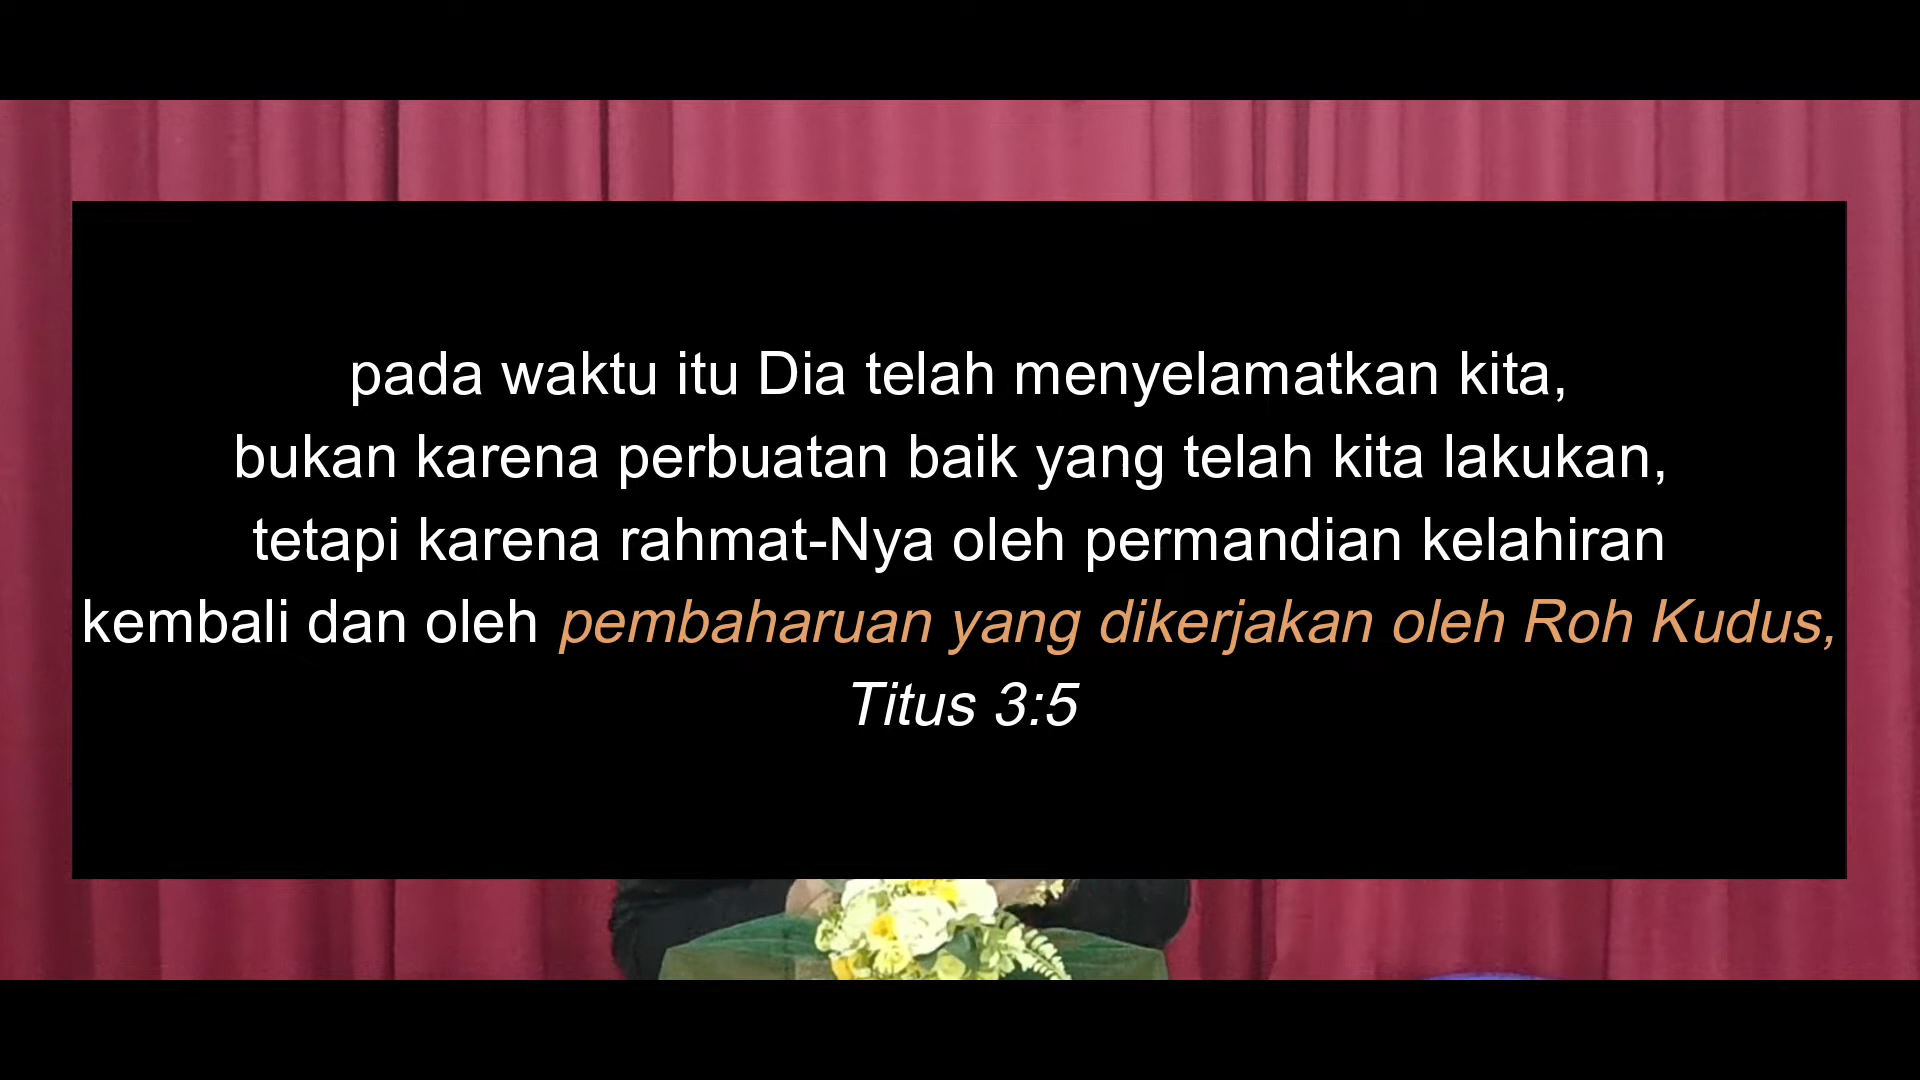 pada waktu itu Dia telah menyelamatkan kita,
bukan karena perbuatan baik yang telah kita lakukan,
tetapi karena rahmat-Nya oleh permandian kelahiran
kembali dan oleh pembaharuan yang dikerjakan oleh Roh Kudus,
Titus 3:5